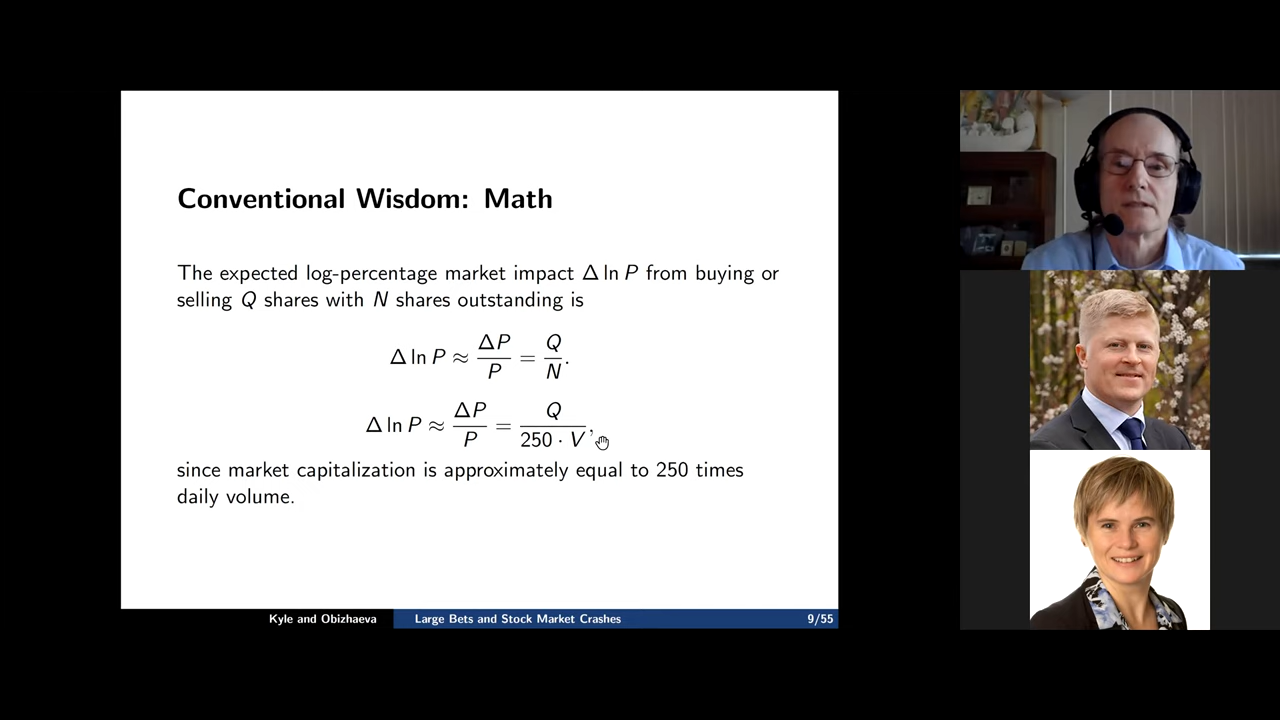 Conventional Wisdom: Math
The expected log-percentage market impact Δ ln P from buying or
selling Q shares with N shares outstanding is
Δ ln P ≈ ΔP/P = Q/N.
Δ ln P ≈ ΔP/P = Q/(250 · V),
since market capitalization is approximately equal to 250 times
daily volume.
Kyle and Obizhaeva Large Bets and Stock Market Crashes 9/55